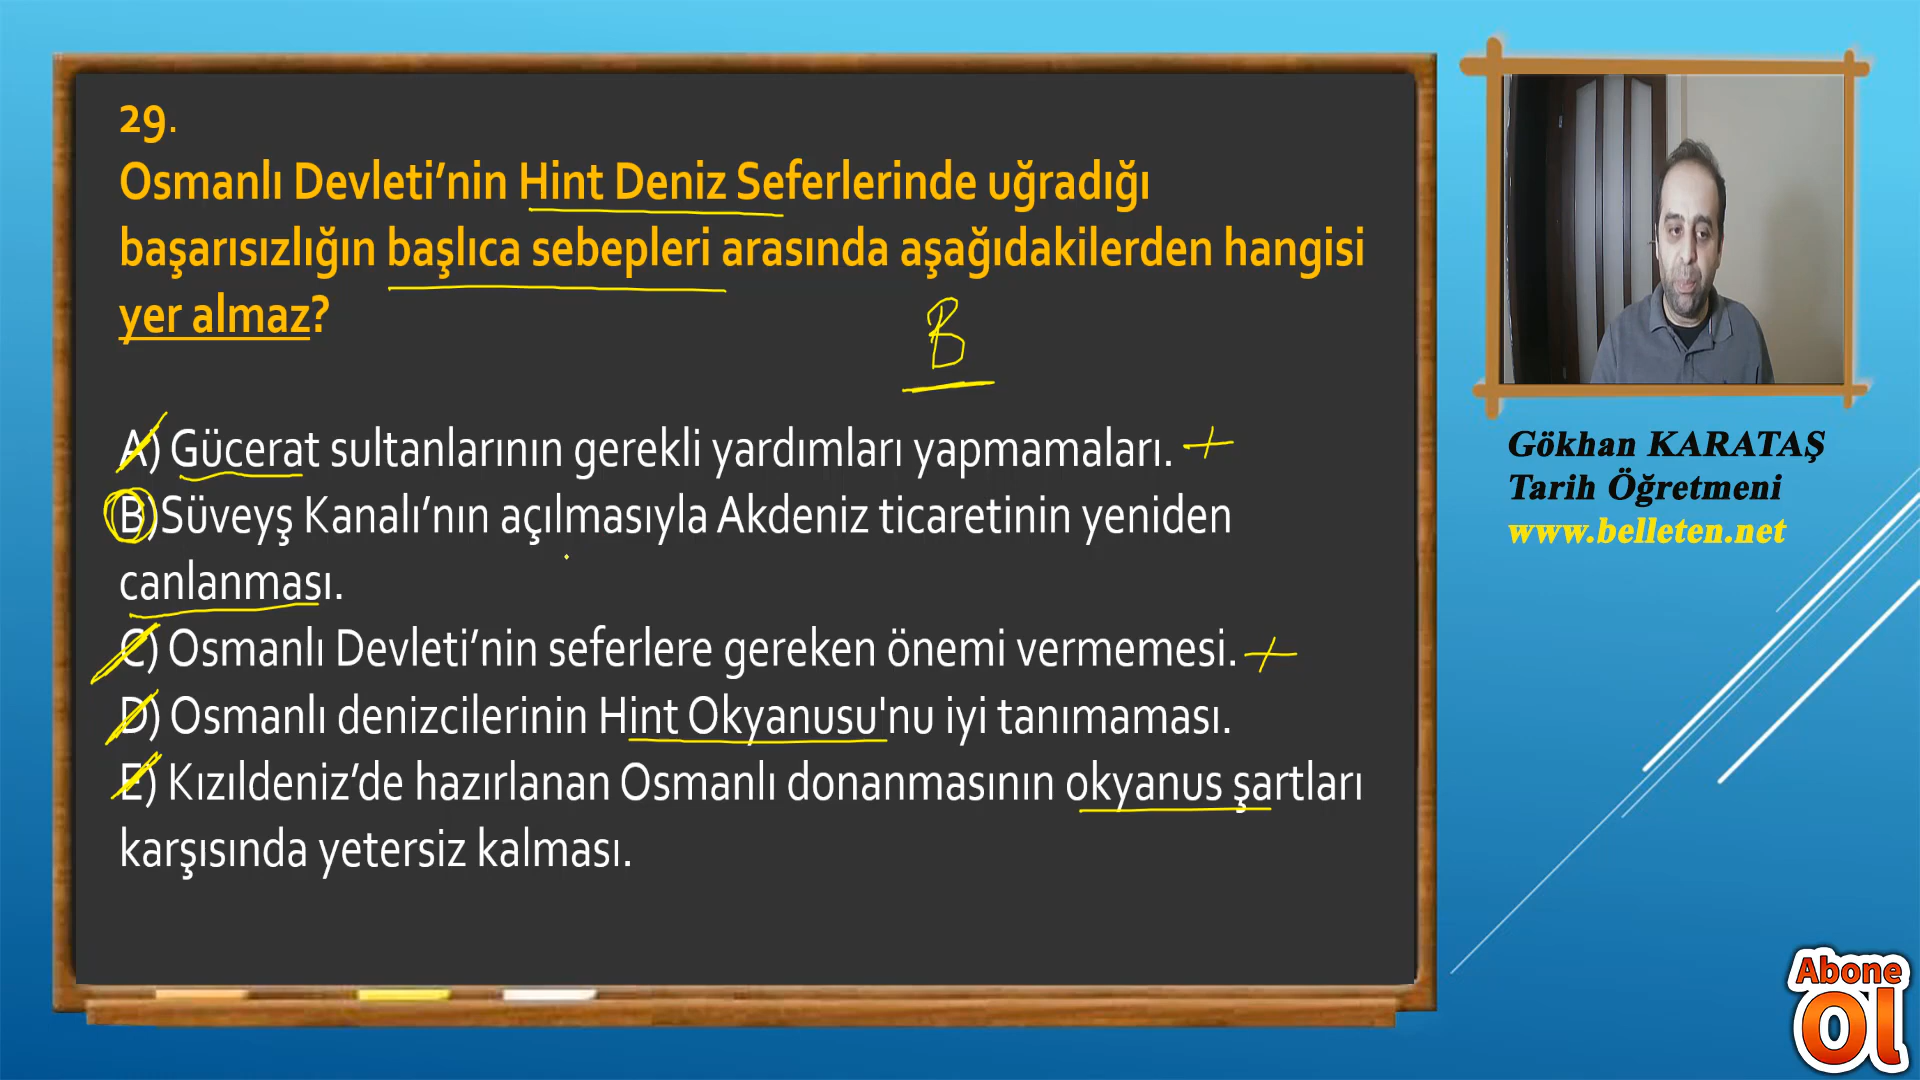 29.
Osmanlı Devleti’nin Hint Deniz Seferlerinde uğradığı
başarısızlığın başlıca sebepleri arasında aşağıdakilerden hangisi
yer almaz?
B
A) Gücerat sultanlarının gerekli yardımları yapmamaları. +
B)Süveyş Kanalı’nın açılmasıyla Akdeniz ticaretinin yeniden
canlanması.
C) Osmanlı Devleti’nin seferlere gereken önemi vermemesi. +
D) Osmanlı denizcilerinin Hint Okyanusu'nu iyi tanımaması.
E) Kızıldeniz’de hazırlanan Osmanlı donanmasının okyanus şartları
karşısında yetersiz kalması.
Gökhan KARATAŞ
Tarih Öğretmeni
www.belleten.net
Abone
Ol